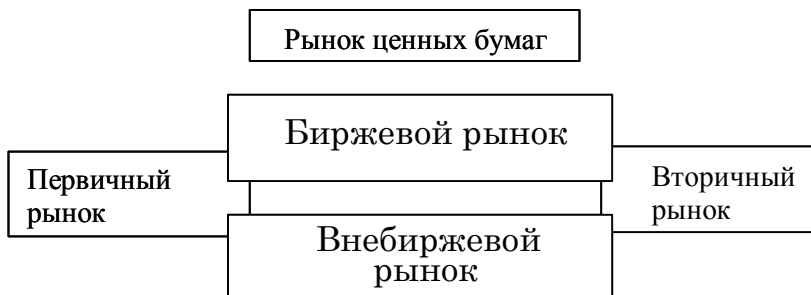 Рынок ценных бумаг
Биржевой рынок
Первичный
рынок
Вторичный
рынок
Внебиржевой
рынок